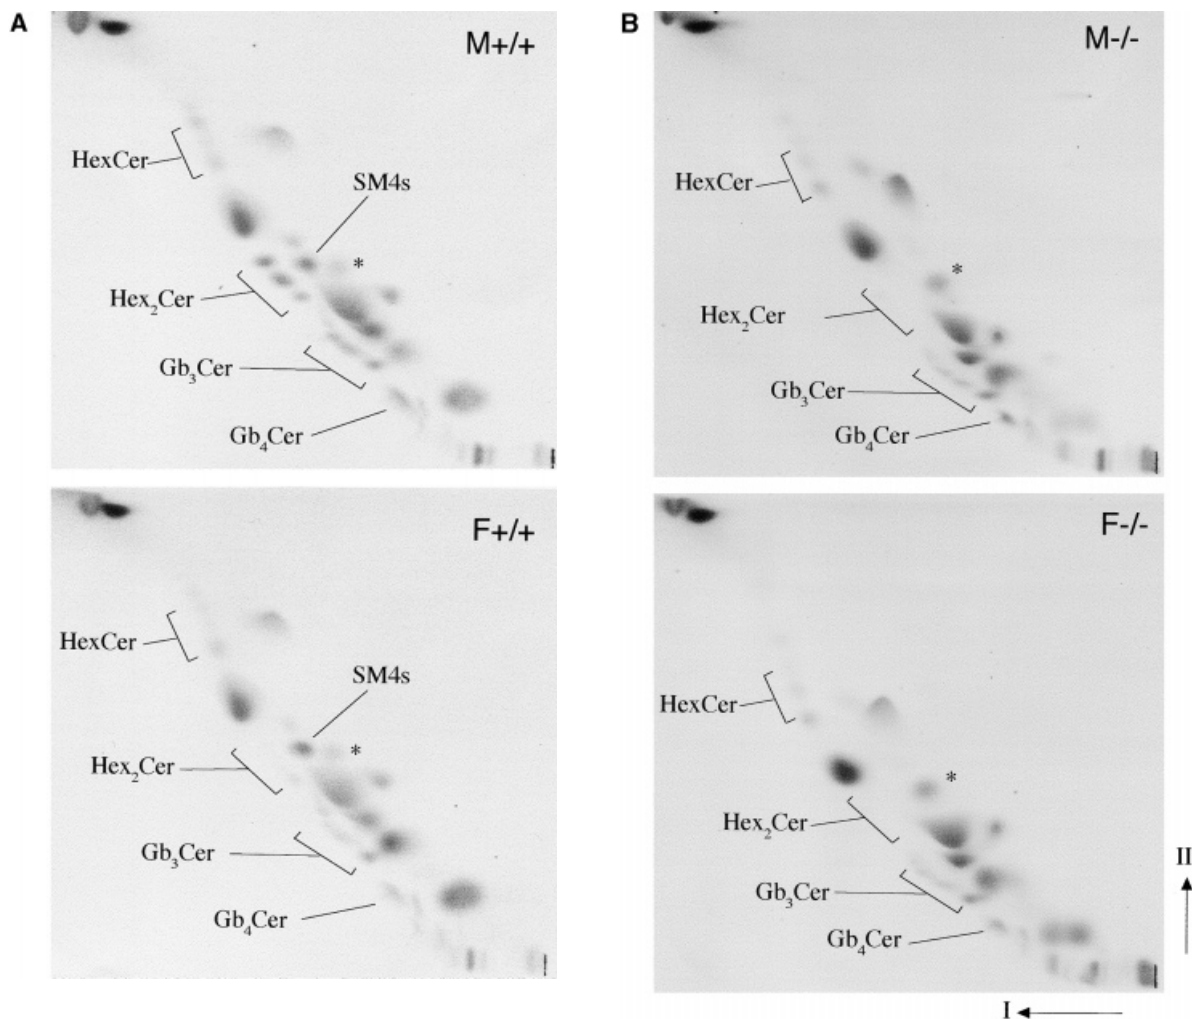 A
M+/+
HexCer
SM4s
*
Hex₂Cer
Gb₃Cer
Gb₄Cer
F+/+
HexCer
SM4s
*
Hex₂Cer
Gb₃Cer
Gb₄Cer
B
M-/-
HexCer
*
Hex₂Cer
Gb₃Cer
Gb₄Cer
F-/-
HexCer
*
Hex₂Cer
Gb₃Cer
Gb₄Cer
II
I